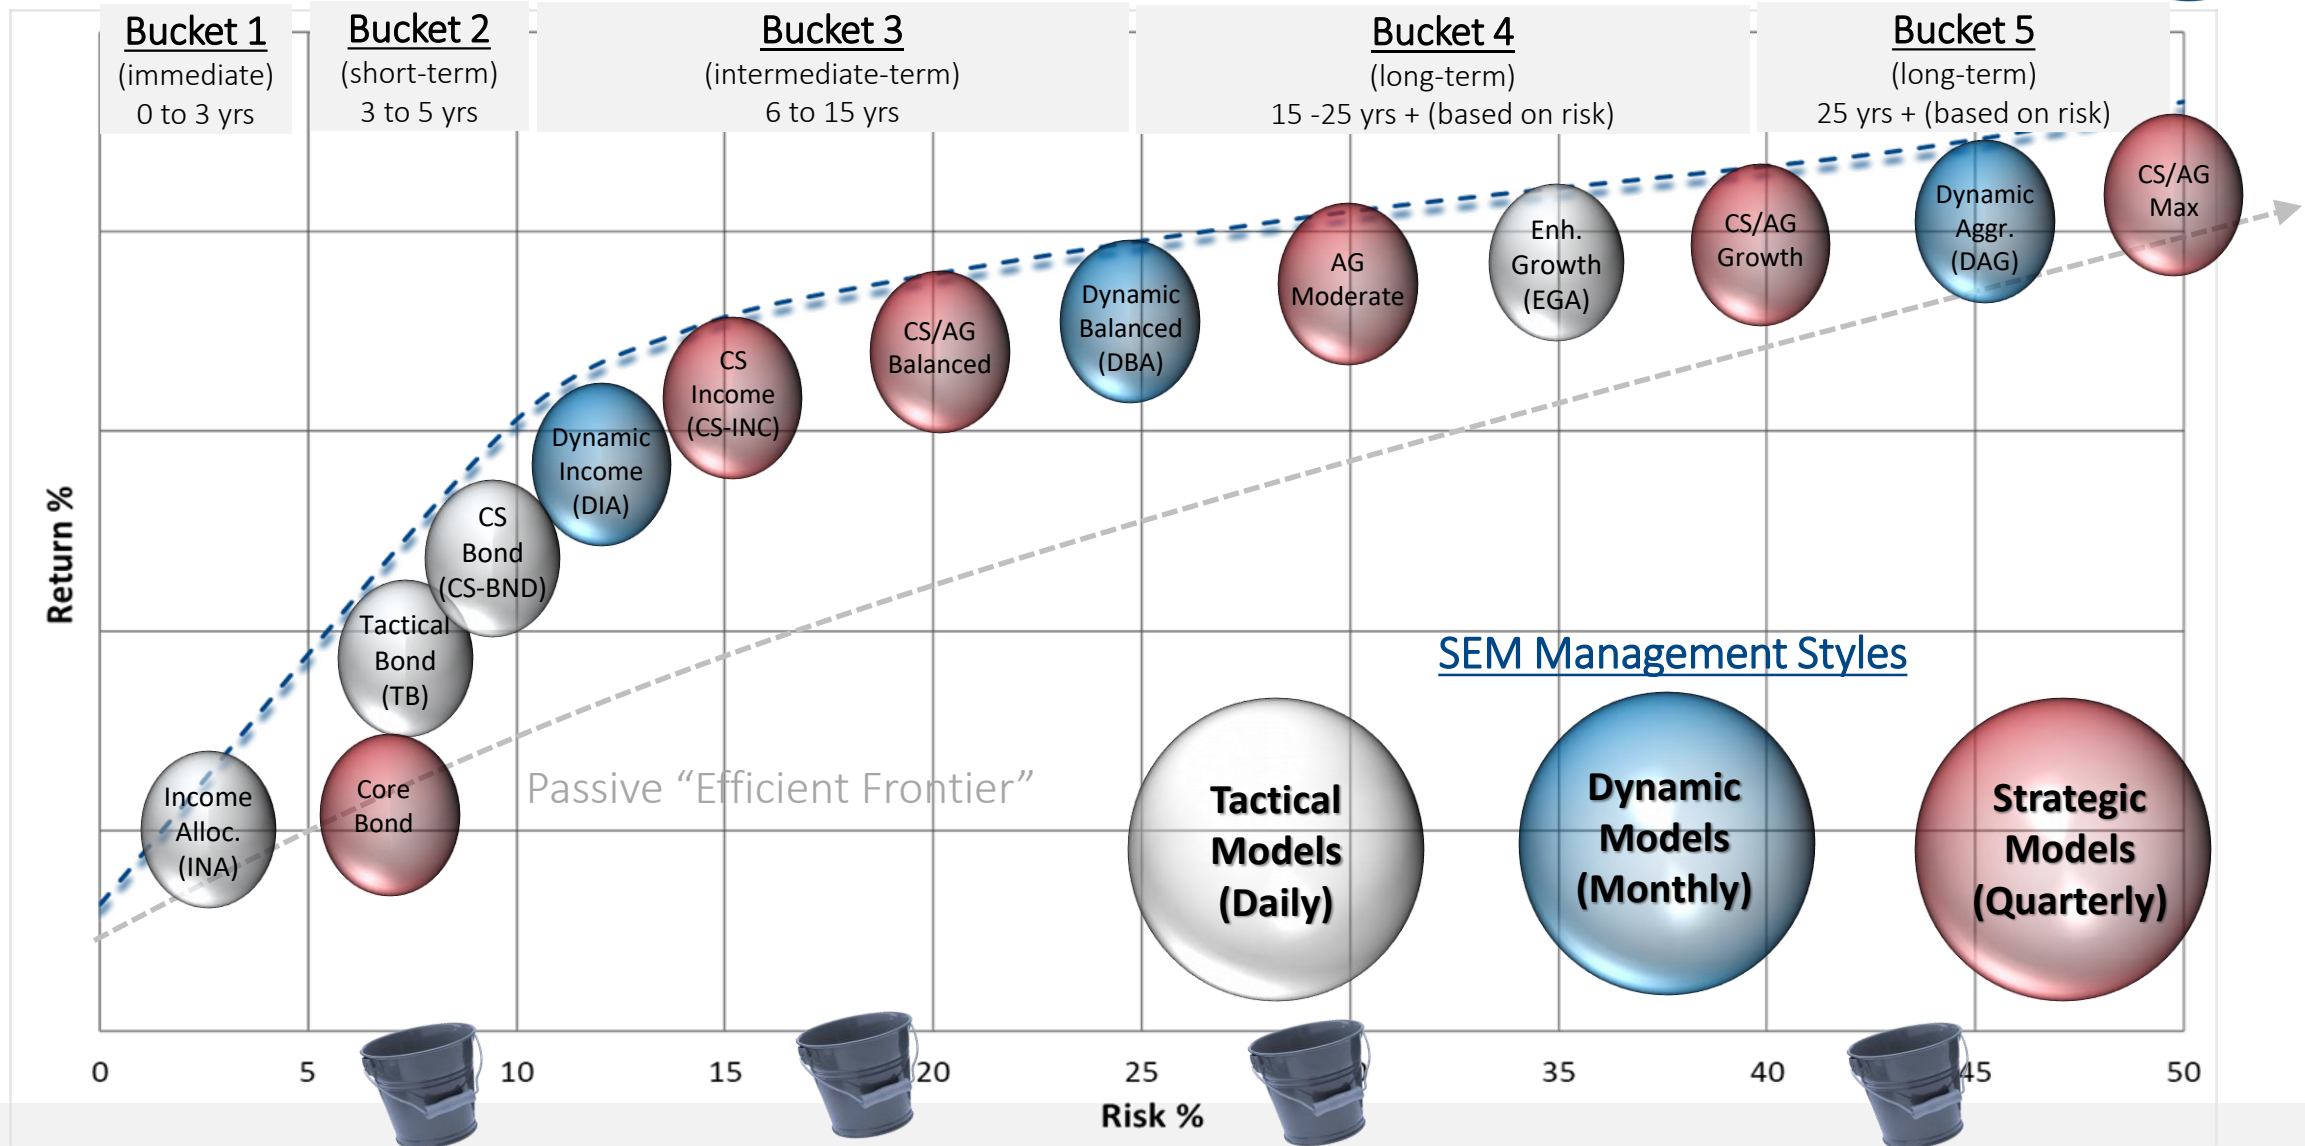 Bucket 1
(immediate)
0 to 3 yrs
Bucket 2
(short-term)
3 to 5 yrs
Bucket 3
(intermediate-term)
6 to 15 yrs
Bucket 4
(long-term)
15 -25 yrs + (based on risk)
Bucket 5
(long-term)
25 yrs + (based on risk)
Return %
Income
Alloc.
(INA)
Core
Bond
Tactical
Bond
(TB)
CS
Bond
(CS-BND)
Dynamic
Income
(DIA)
CS
Income
(CS-INC)
CS/AG
Balanced
Dynamic
Balanced
(DBA)
AG
Moderate
Enh.
Growth
(EGA)
CS/AG
Growth
Dynamic
Aggr.
(DAG)
CS/AG
Max
Passive “Efficient Frontier”
SEM Management Styles
Tactical
Models
(Daily)
Dynamic
Models
(Monthly)
Strategic
Models
(Quarterly)
0
5
10
15
20
25
0
35
40
45
50
Risk %